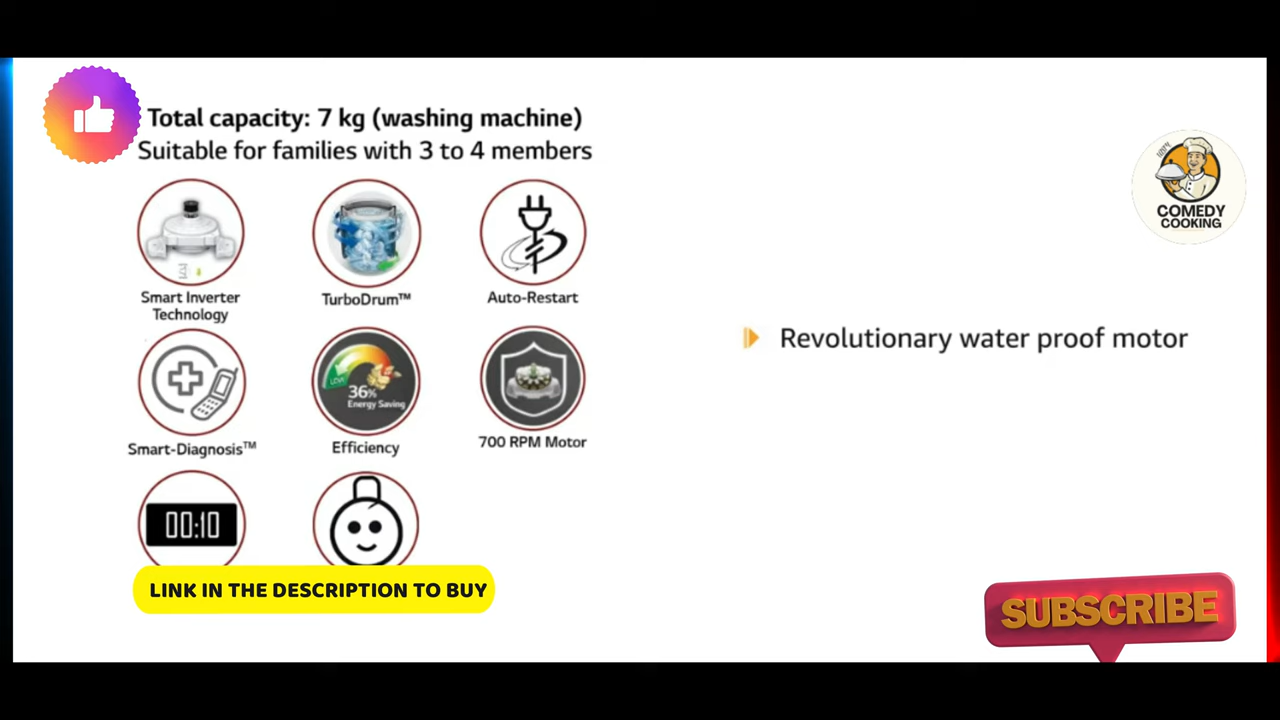 Total capacity: 7 kg (washing machine)
Suitable for families with 3 to 4 members
Smart Inverter
Technology
TurboDrum™
Auto-Restart
LOW
36%
Energy Saving
Smart-Diagnosis™
Efficiency
700 RPM Motor
00:10
LINK IN THE DESCRIPTION TO BUY
Revolutionary water proof motor
COMEDY
COOKING
SUBSCRIBE